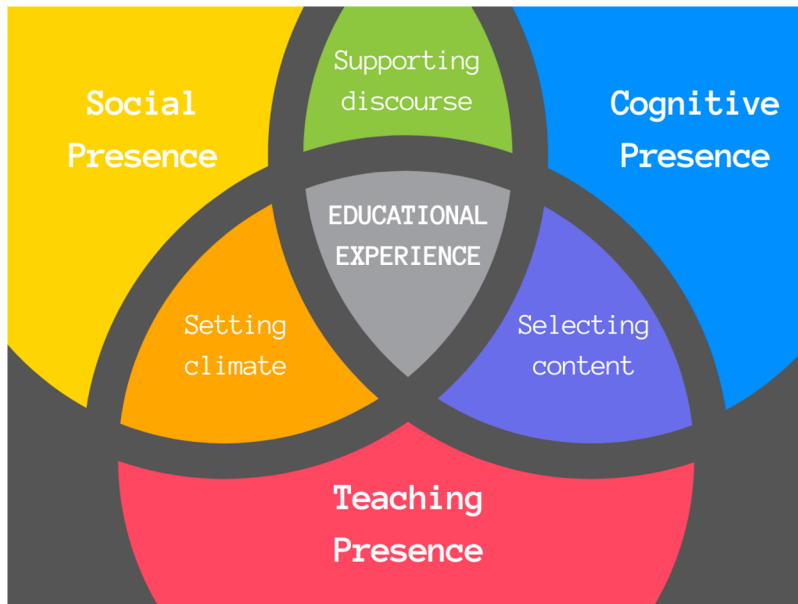 Supporting
discourse
Social
Presence
Cognitive
Presence
EDUCATIONAL
EXPERIENCE
Setting
climate
Selecting
content
Teaching
Presence